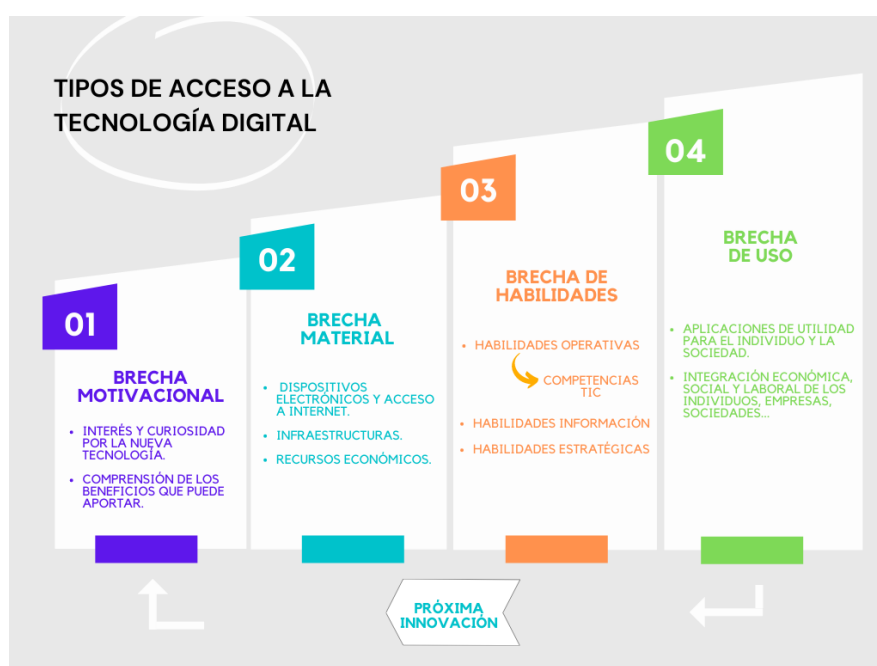 TIPOS DE ACCESO A LA
TECNOLOGÍA DIGITAL
01
BRECHA
MOTIVACIONAL
• INTERÉS Y CURIOSIDAD
POR LA NUEVA
TECNOLOGÍA.
• COMPRENSIÓN DE LOS
BENEFICIOS QUE PUEDE
APORTAR.
02
BRECHA
MATERIAL
• DISPOSITIVOS
ELECTRÓNICOS Y ACCESO
A INTERNET.
• INFRAESTRUCTURAS.
• RECURSOS ECONÓMICOS.
03
BRECHA DE
HABILIDADES
• HABILIDADES OPERATIVAS
COMPETENCIAS
TIC
• HABILIDADES INFORMACIÓN
• HABILIDADES ESTRATÉGICAS
04
BRECHA
DE USO
• APLICACIONES DE UTILIDAD
PARA EL INDIVIDUO Y LA
SOCIEDAD.
• INTEGRACIÓN ECONÓMICA,
SOCIAL Y LABORAL DE LOS
INDIVIDUOS, EMPRESAS,
SOCIEDADES...
PRÓXIMA
INNOVACIÓN